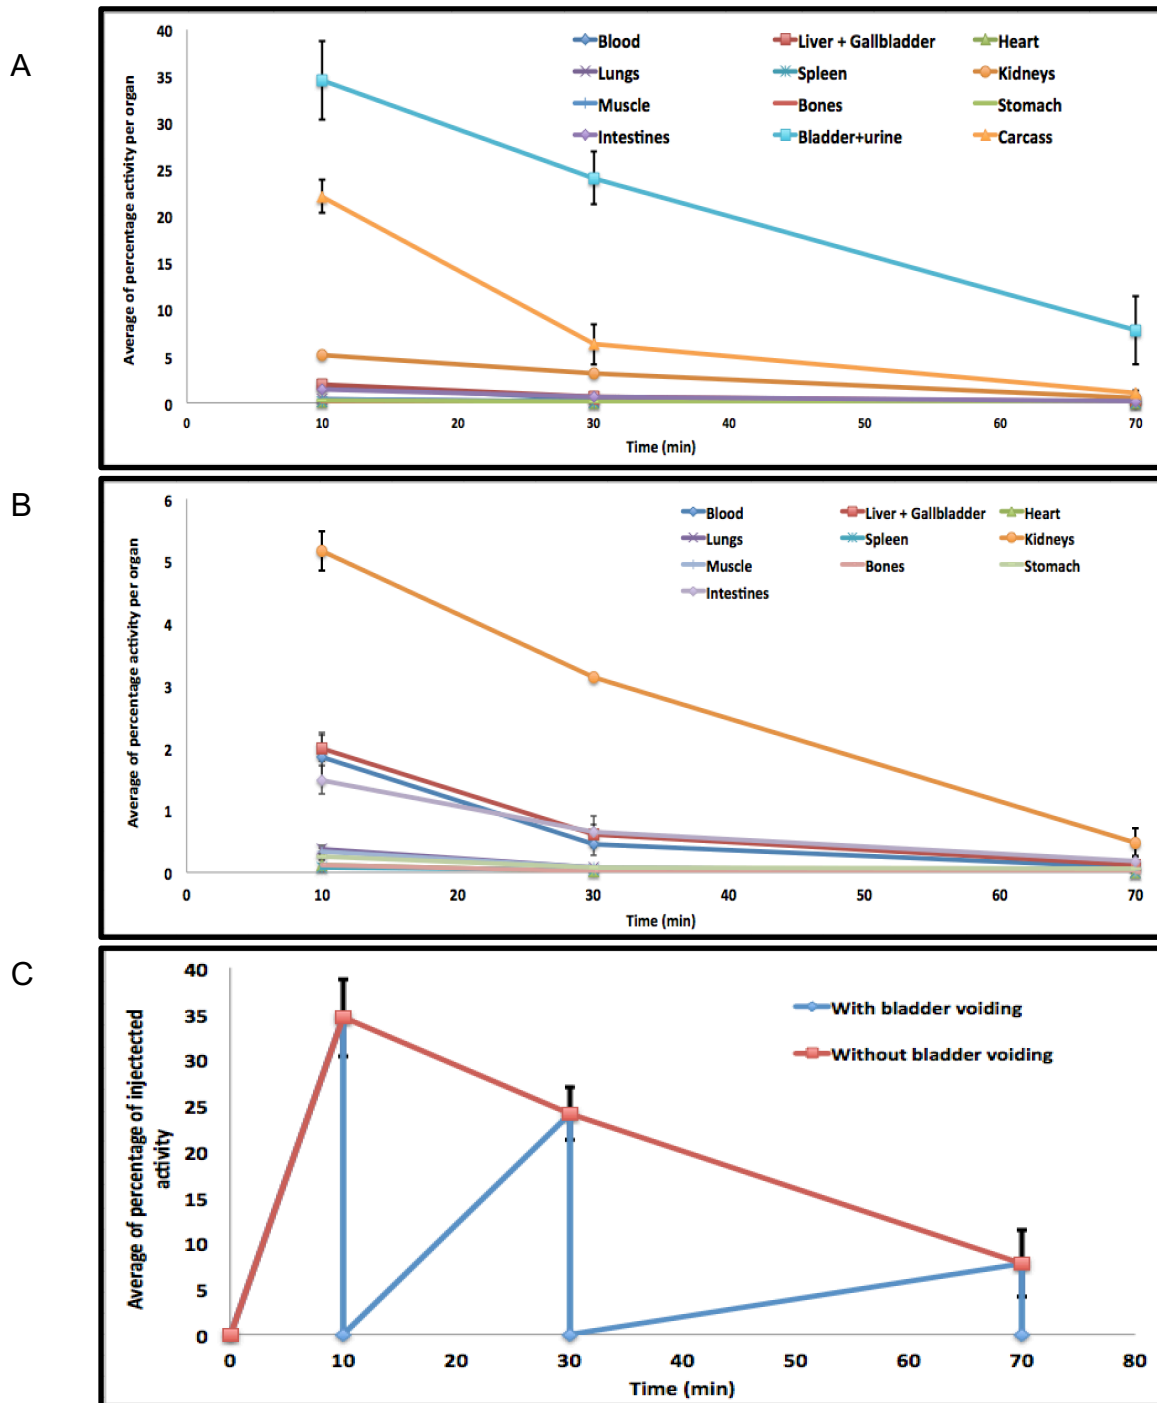 A
Average of percentage activity per organ
40
35
30
25
20
15
10
5
0
Blood Liver + Gallbladder Heart
Lungs Spleen Kidneys
Muscle Bones Stomach
Intestines Bladder+urine Carcass
0 10 20 30 40 50 60 70
Time (min)
B
Average of percentage activity per organ
6
5
4
3
2
1
0
Blood Liver + Gallbladder Heart
Lungs Spleen Kidneys
Muscle Bones Stomach
Intestines
0 10 20 30 40 50 60 70
Time (min)
C
Average of percentage of injectected
activity
40
35
30
25
20
15
10
5
0
With bladder voiding
Without bladder voiding
0 10 20 30 40 50 60 70 80
Time (min)